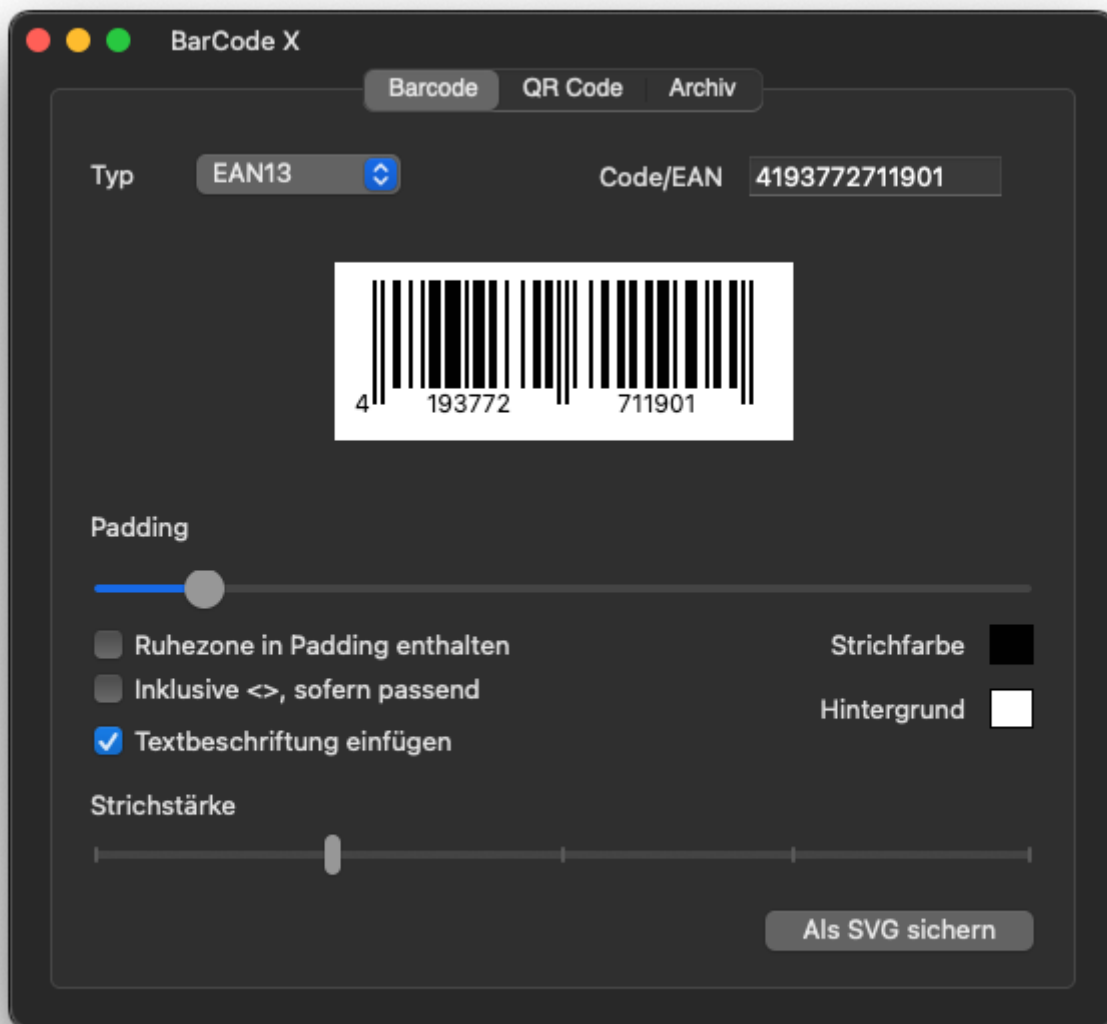 BarCode X
Barcode QR Code Archiv
Typ EAN13 Code/EAN 4193772711901
4 193772 711901
Padding
Ruhezone in Padding enthalten Strichfarbe
Inklusive <>, sofern passend
Hintergrund
Textbeschriftung einfügen
Strichstärke
Als SVG sichern